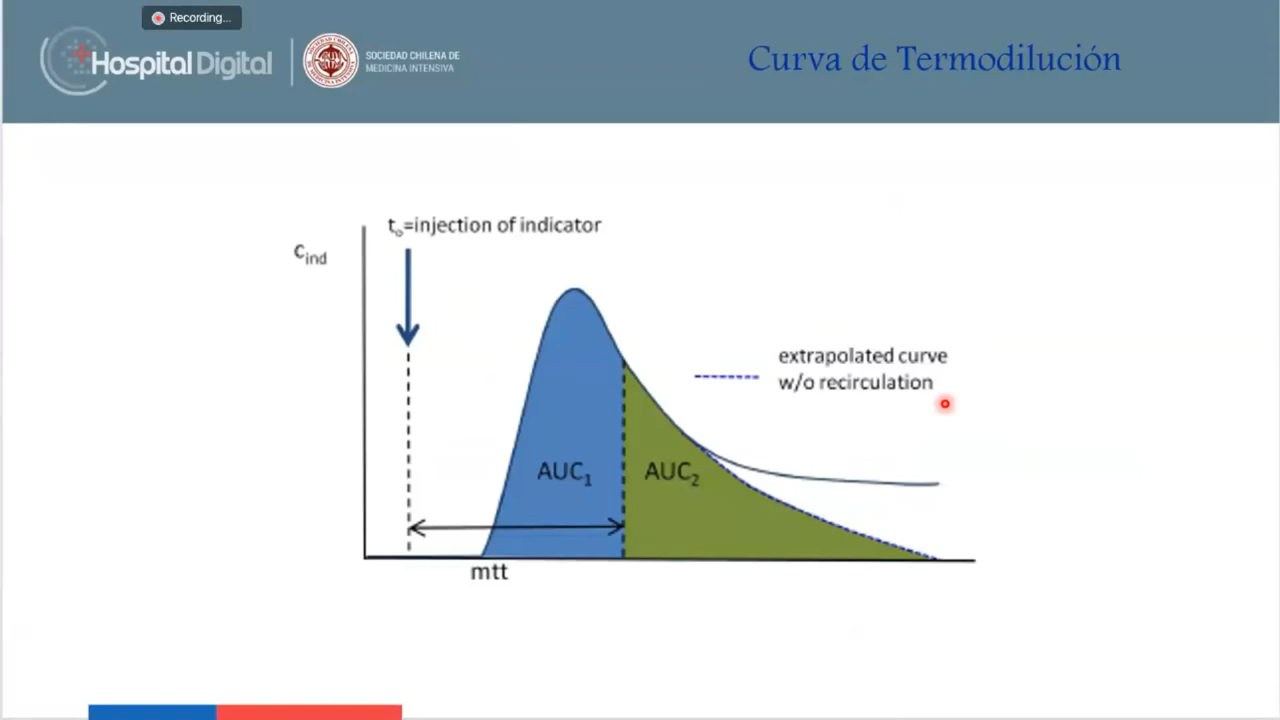 Recording...
Hospital Digital
SOCIEDAD CHILENA DE
MEDICINA INTENSIVA
Curva de Termodilución
t₀=injection of indicator
c_ind
extrapolated curve
w/o recirculation
AUC₁
AUC₂
mtt